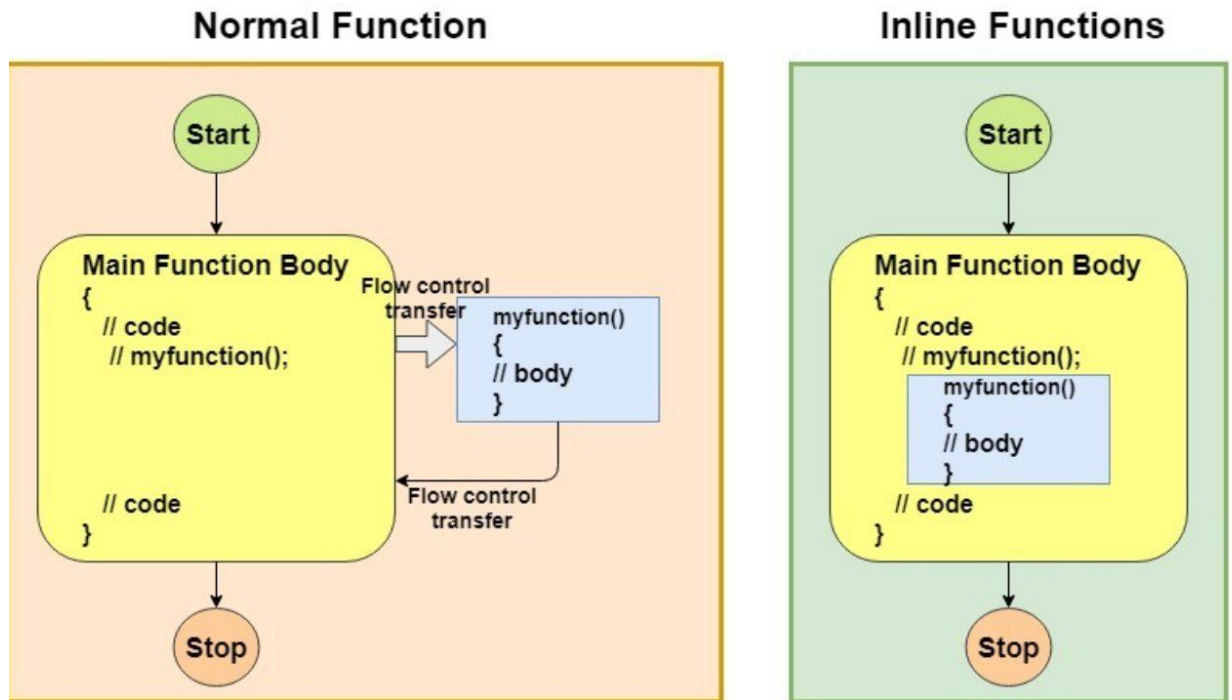 Normal Function
Start
Main Function Body
{
// code
// myfunction();
Flow control
transfer
myfunction()
{
// body
}
Flow control
transfer
// code
}
Stop
Inline Functions
Start
Main Function Body
{
// code
// myfunction();
myfunction()
{
// body
}
// code
}
Stop